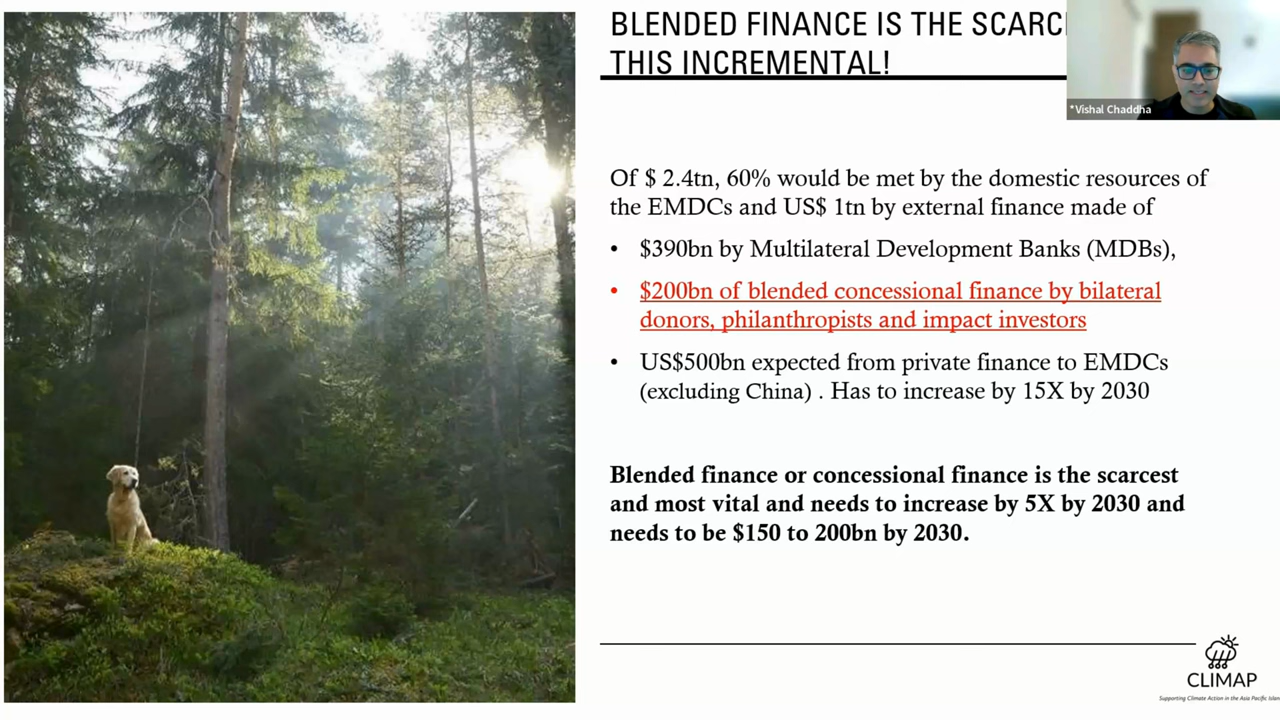 BLENDED FINANCE IS THE SCARC
THIS INCREMENTAL!
*Vishal Chaddha
Of $ 2.4tn, 60% would be met by the domestic resources of
the EMDCs and US$ 1tn by external finance made of
• $390bn by Multilateral Development Banks (MDBs),
• $200bn of blended concessional finance by bilateral
donors, philanthropists and impact investors
• US$500bn expected from private finance to EMDCs
(excluding China) . Has to increase by 15X by 2030
Blended finance or concessional finance is the scarcest
and most vital and needs to increase by 5X by 2030 and
needs to be $150 to 200bn by 2030.
CLIMAP
Supporting Climate Action in the Asia Pacific Islan